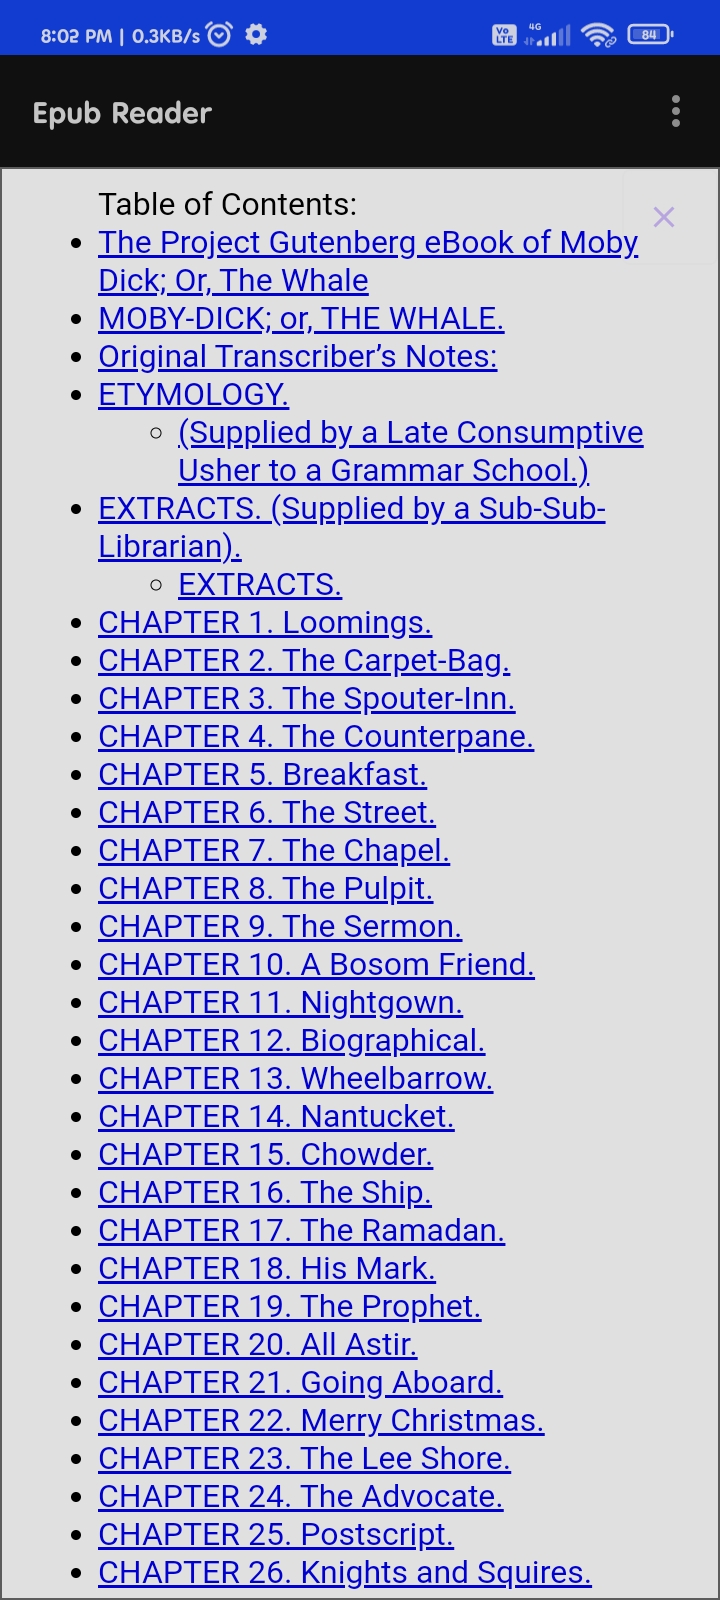 8:02 PM | 0.3KB/s
Vo LTE 4G 84
Epub Reader
Table of Contents:
The Project Gutenberg eBook of Moby
Dick; Or, The Whale
MOBY-DICK; or, THE WHALE.
Original Transcriber’s Notes:
ETYMOLOGY.
(Supplied by a Late Consumptive
Usher to a Grammar School.)
EXTRACTS. (Supplied by a Sub-Sub-
Librarian).
EXTRACTS.
CHAPTER 1. Loomings.
CHAPTER 2. The Carpet-Bag.
CHAPTER 3. The Spouter-Inn.
CHAPTER 4. The Counterpane.
CHAPTER 5. Breakfast.
CHAPTER 6. The Street.
CHAPTER 7. The Chapel.
CHAPTER 8. The Pulpit.
CHAPTER 9. The Sermon.
CHAPTER 10. A Bosom Friend.
CHAPTER 11. Nightgown.
CHAPTER 12. Biographical.
CHAPTER 13. Wheelbarrow.
CHAPTER 14. Nantucket.
CHAPTER 15. Chowder.
CHAPTER 16. The Ship.
CHAPTER 17. The Ramadan.
CHAPTER 18. His Mark.
CHAPTER 19. The Prophet.
CHAPTER 20. All Astir.
CHAPTER 21. Going Aboard.
CHAPTER 22. Merry Christmas.
CHAPTER 23. The Lee Shore.
CHAPTER 24. The Advocate.
CHAPTER 25. Postscript.
CHAPTER 26. Knights and Squires.